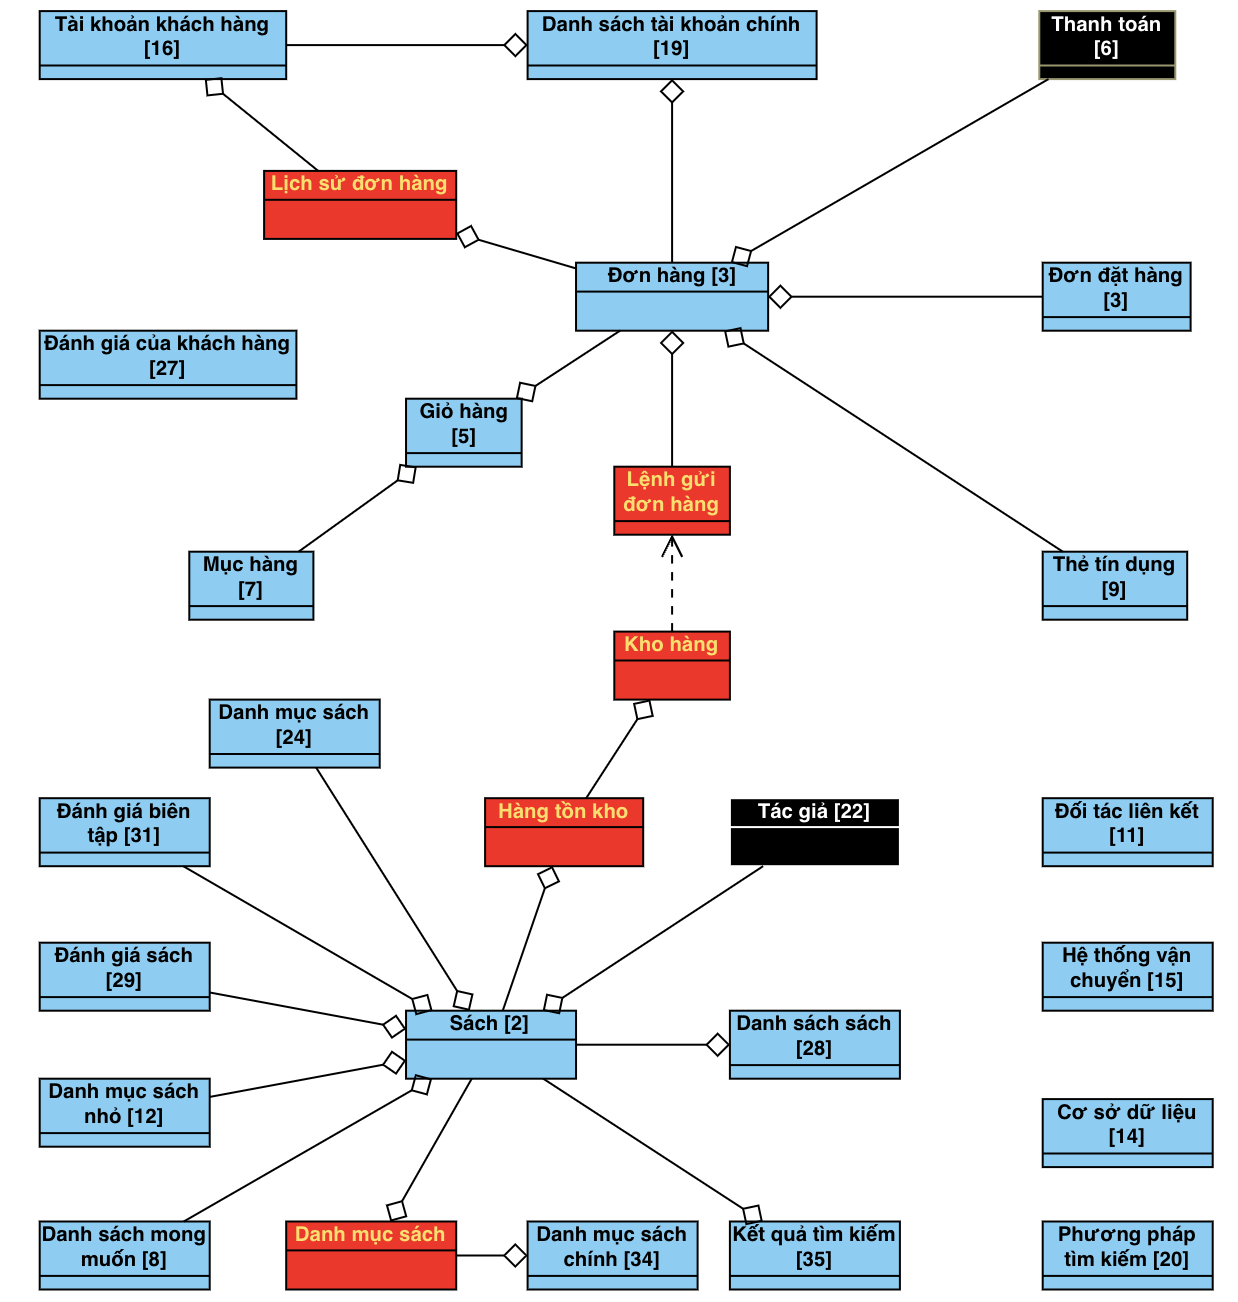 Tài khoản khách hàng
[16]
Danh sách tài khoản chính
[19]
Thanh toán
[6]
Lịch sử đơn hàng
Đơn hàng [3]
Đơn đặt hàng
[3]
Đánh giá của khách hàng
[27]
Giỏ hàng
[5]
Lệnh gửi
đơn hàng
Mục hàng
[7]
Thẻ tín dụng
[9]
Kho hàng
Danh mục sách
[24]
Đánh giá biên
tập [31]
Hàng tồn kho
Tác giả [22]
Đối tác liên kết
[11]
Đánh giá sách
[29]
Hệ thống vận
chuyển [15]
Sách [2]
Danh sách sách
[28]
Danh mục sách
nhỏ [12]
Cơ sở dữ liệu
[14]
Danh sách mong
muốn [8]
Danh mục sách
Danh mục sách
chính [34]
Kết quả tìm kiếm
[35]
Phương pháp
tìm kiếm [20]